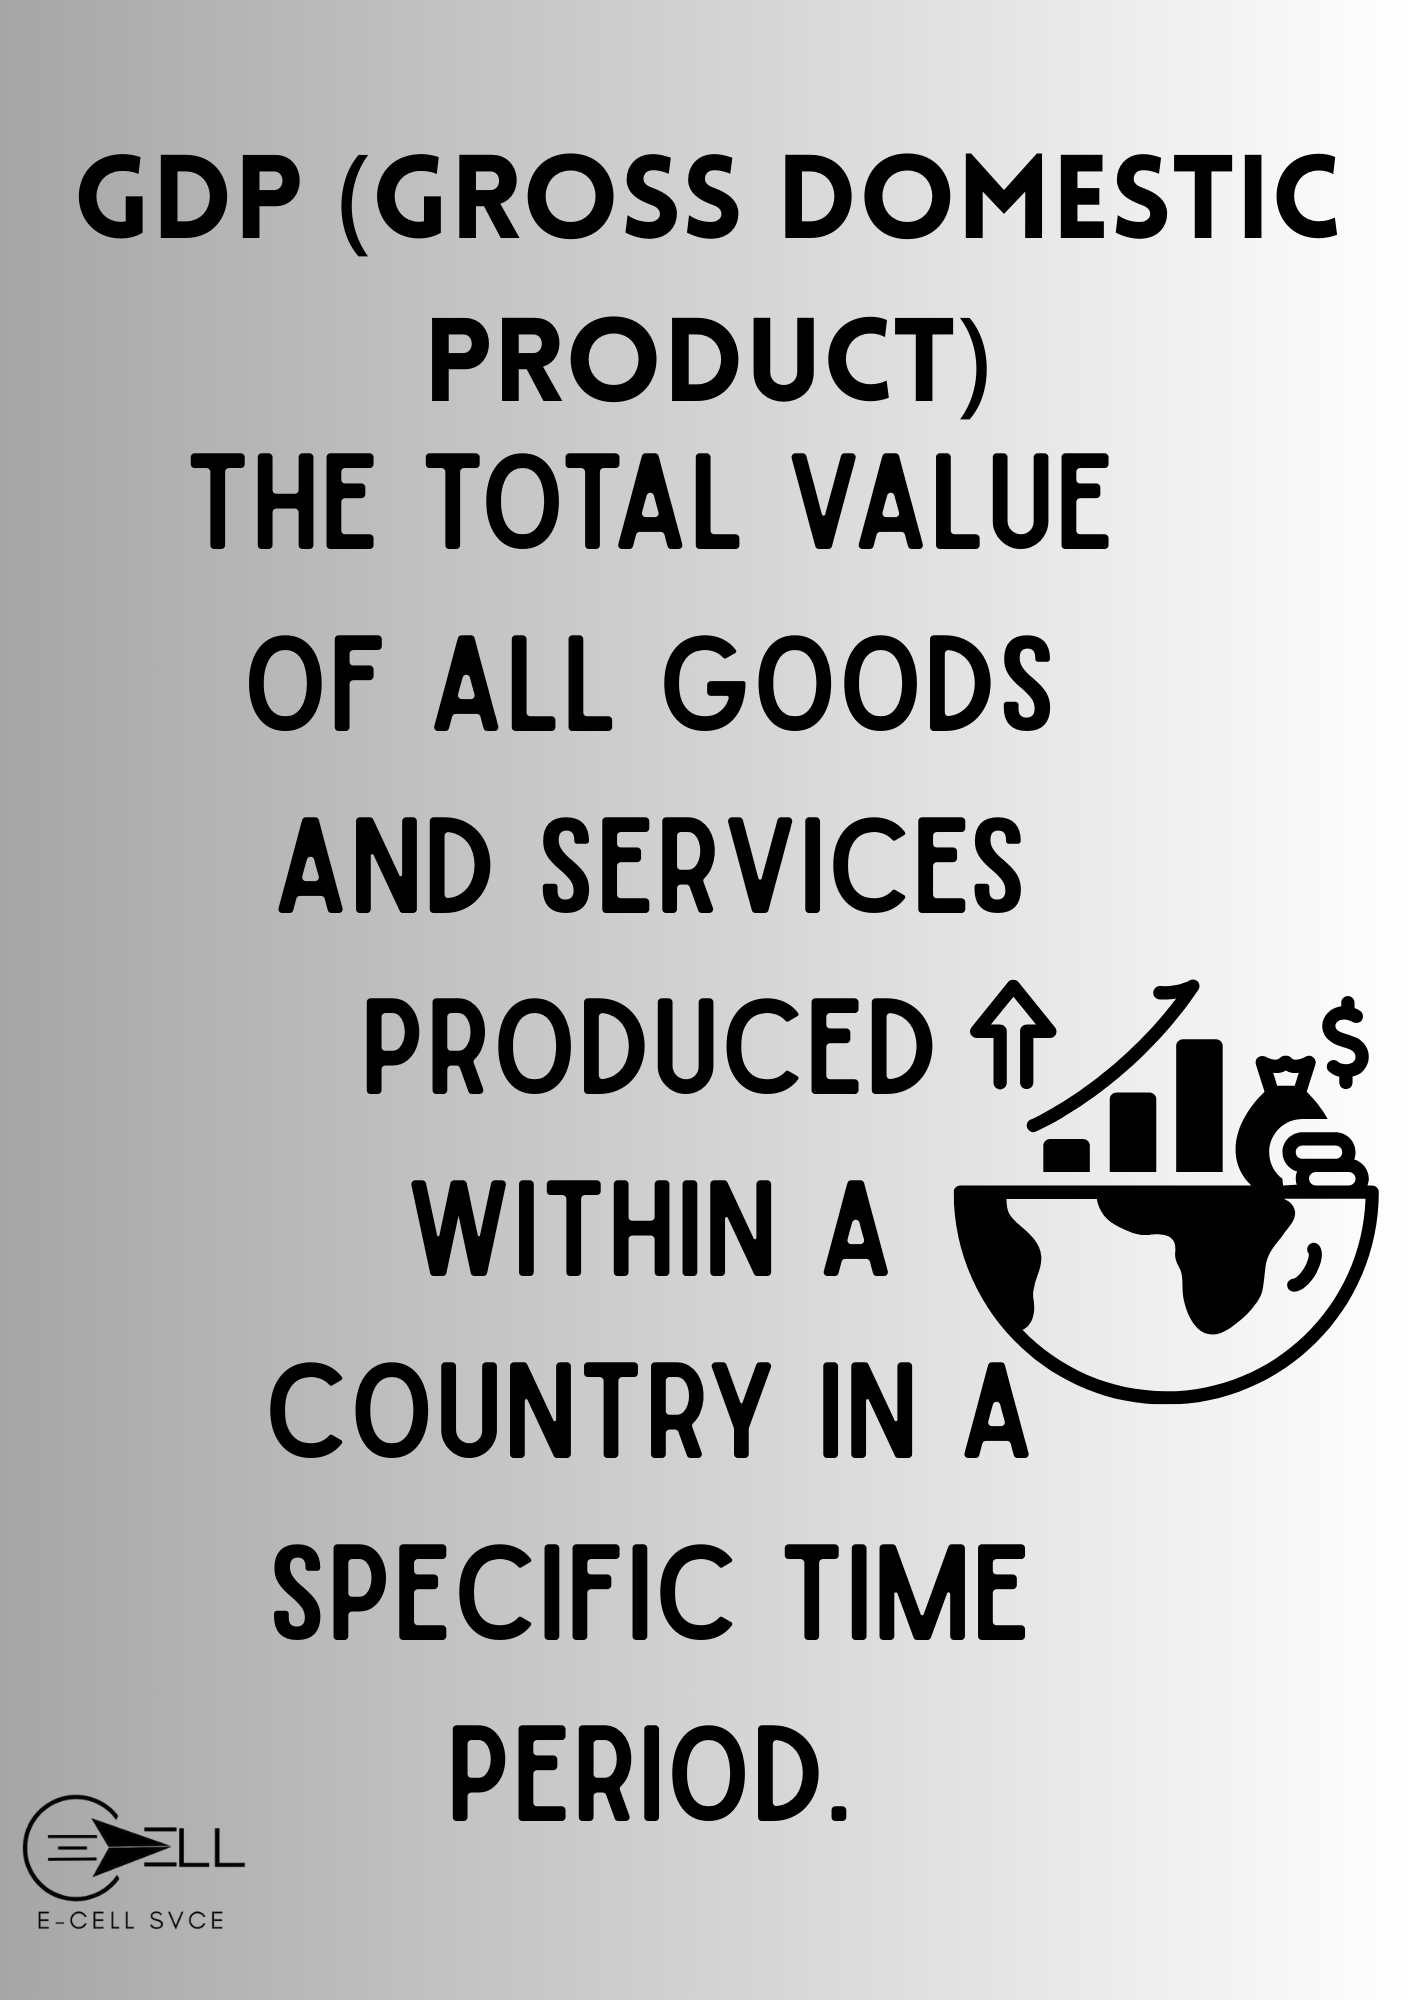 GDP (GROSS DOMESTIC
PRODUCT)
THE TOTAL VALUE
OF ALL GOODS
AND SERVICES
PRODUCED
WITHIN A
COUNTRY IN A
SPECIFIC TIME
PERIOD.
$
ELL
E-CELL SVCE